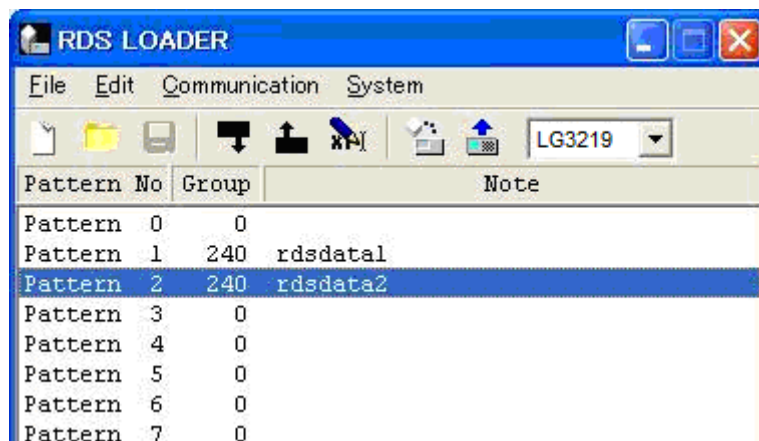 RDS LOADER
File Edit Communication System
LG3219
Pattern No Group Note
Pattern 0 0
Pattern 1 240 rdsdata1
Pattern 2 240 rdsdata2
Pattern 3 0
Pattern 4 0
Pattern 5 0
Pattern 6 0
Pattern 7 0